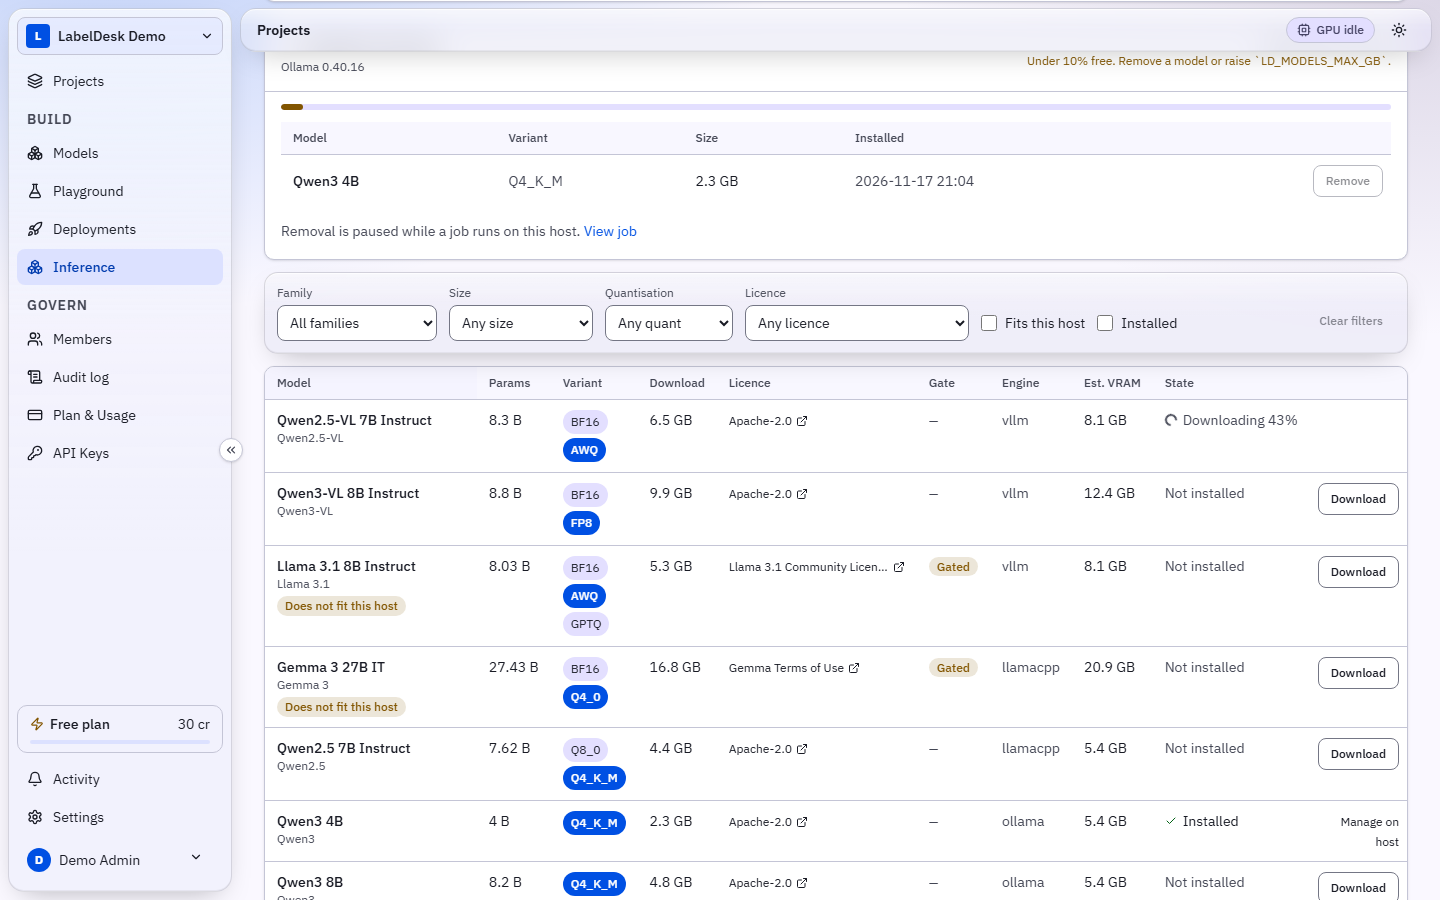 L LabelDesk Demo
Projects
BUILD
Models
Playground
Deployments
Inference
GOVERN
Members
Audit log
Plan & Usage
API Keys
Free plan 30 cr
Activity
Settings
D Demo Admin
Projects
GPU idle
Ollama 0.40.16
Under 10% free. Remove a model or raise `LD_MODELS_MAX_GB`.
Model Variant Size Installed
Qwen3 4B Q4_K_M 2.3 GB 2026-11-17 21:04 Remove
Removal is paused while a job runs on this host. View job
Family Size Quantisation Licence
All families Any size Any quant Any licence Fits this host Installed Clear filters
Model Params Variant Download Licence Gate Engine Est. VRAM State
Qwen2.5-VL 7B Instruct 8.3 B BF16 6.5 GB Apache-2.0 — vllm 8.1 GB Downloading 43%
Qwen2.5-VL
AWQ
Qwen3-VL 8B Instruct 8.8 B BF16 9.9 GB Apache-2.0 — vllm 12.4 GB Not installed Download
Qwen3-VL
FP8
Llama 3.1 8B Instruct 8.03 B BF16 5.3 GB Llama 3.1 Community Licen... Gated vllm 8.1 GB Not installed Download
Llama 3.1
Does not fit this host AWQ
GPTQ
Gemma 3 27B IT 27.43 B BF16 16.8 GB Gemma Terms of Use Gated llamacpp 20.9 GB Not installed Download
Gemma 3
Does not fit this host Q4_0
Qwen2.5 7B Instruct 7.62 B Q8_0 4.4 GB Apache-2.0 — llamacpp 5.4 GB Not installed Download
Qwen2.5
Q4_K_M
Qwen3 4B 4 B Q4_K_M 2.3 GB Apache-2.0 — ollama 5.4 GB Installed Manage on
Qwen3 host
Qwen3 8B 8.2 B Q4_K_M 4.8 GB Apache-2.0 — ollama 5.4 GB Not installed Download
Qwen3